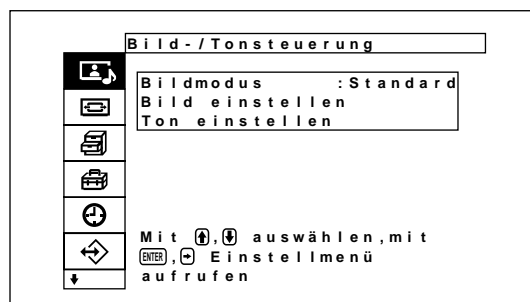 Bild-/Tonsteuerung
Bildmodus :Standard
Bild einstellen
Ton einstellen
Mit ↑,↓ auswählen,mit
ENTER,→ Einstellmenü
aufrufen